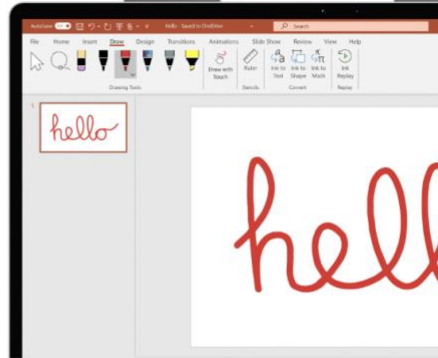 AutoSave Hello - Saved to OneDrive Search
File Home Insert Draw Design Transitions Animations Slide Show Review View Help
Draw with Touch
Ruler
Ink to Text
Ink to Shape
Ink to Math
Ink Replay
Drawing Tools Stencils Convert Replay
1
hello
hell